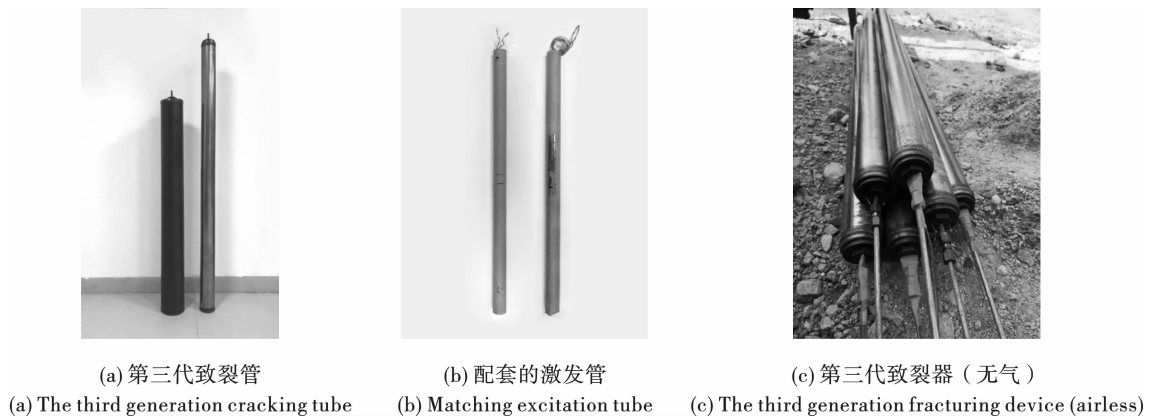 (a) 第三代致裂管
(b) 配套的激发管
(c) 第三代致裂器（无气）
(a) The third generation cracking tube
(b) Matching excitation tube
(c) The third generation fracturing device (airless)